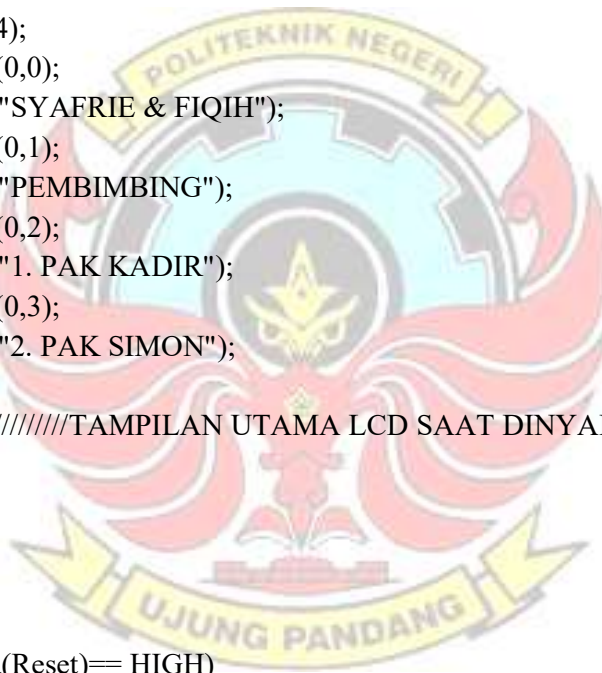 4);
(0,0);
"SYAFRIE & FIQIH");
(0,1);
"PEMBIMBING");
(0,2);
"1. PAK KADIR");
(0,3);
"2. PAK SIMON");
/////////TAMPILAN UTAMA LCD SAAT
(Reset)== HIGH)
POLITEKNIK NEGERI
UJUNG PANDANG